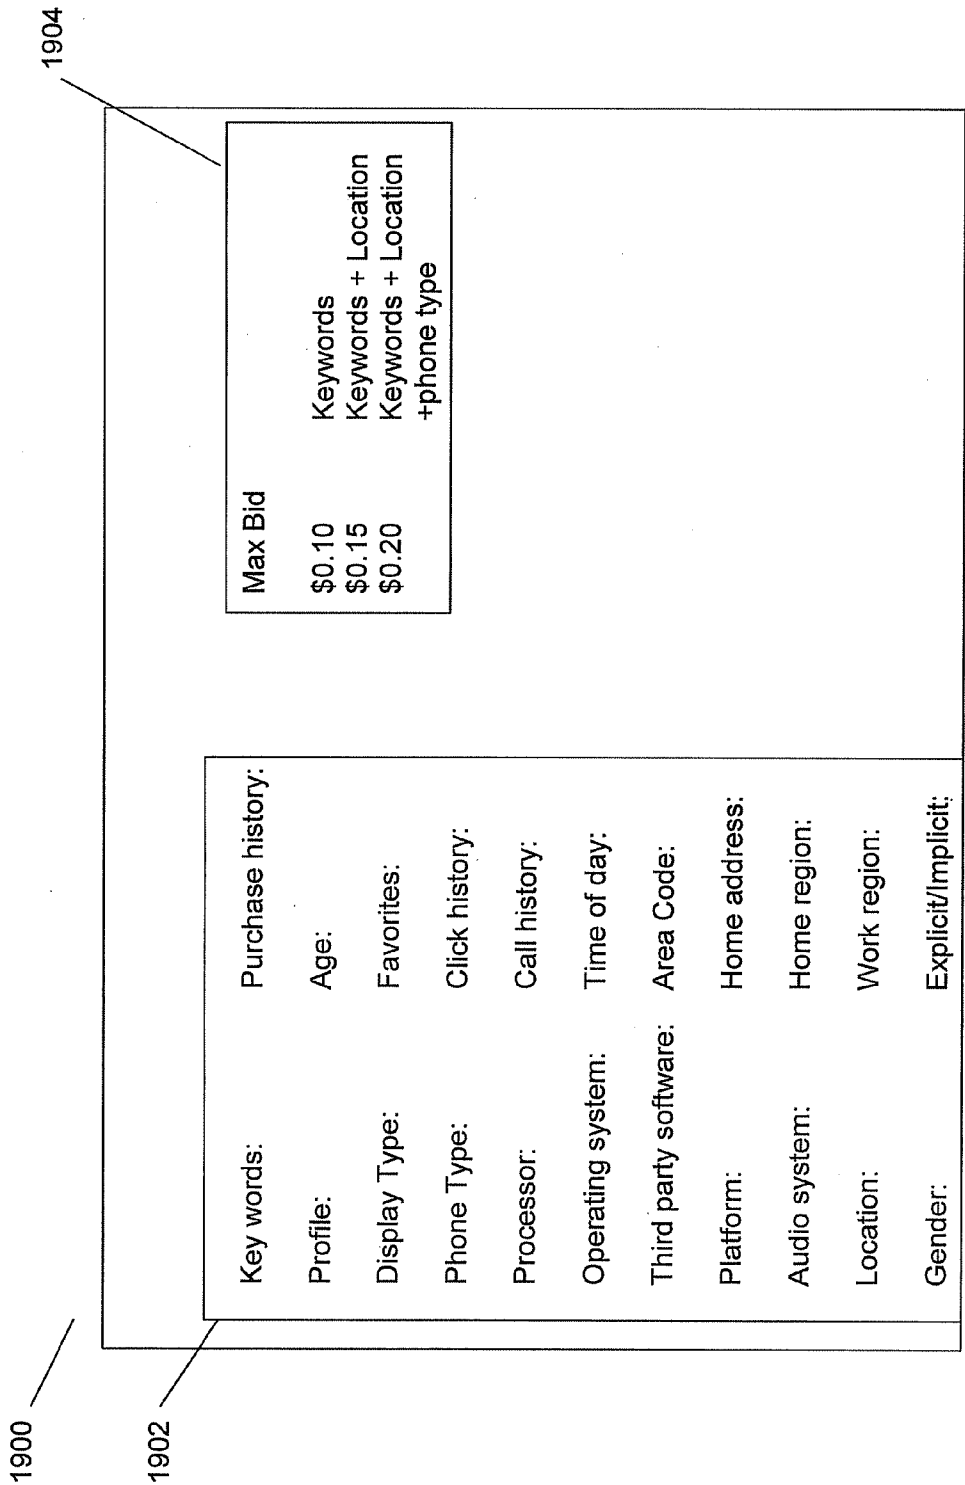 1900
1902
Key words: Purchase history:
Profile: Age:
Display Type: Favorites:
Phone Type: Click history:
Processor: Call history:
Operating system: Time of day:
Third party software: Area Code:
Platform: Home address:
Audio system: Home region:
Location: Work region:
Gender: Explicit/Implicit:
1904
Max Bid
$0.10 Keywords
$0.15 Keywords + Location
$0.20 Keywords + Location
+phone type